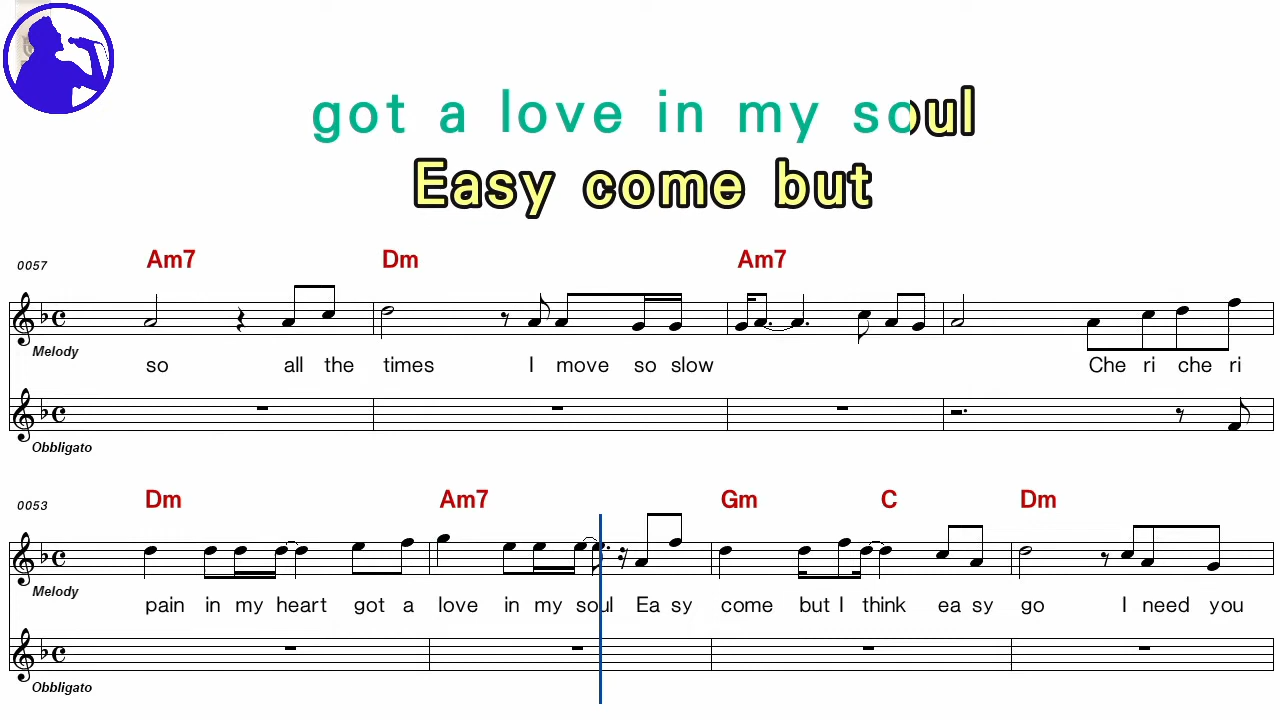 got a love in my soul
Easy come but
0057 Am7 Dm Am7
Melody
so all the times I move so slow Che ri che ri
Obbligato
0053 Dm Am7 Gm C Dm
Melody
pain in my heart got a love in my soul Ea sy come but I think ea sy go I need you
Obbligato